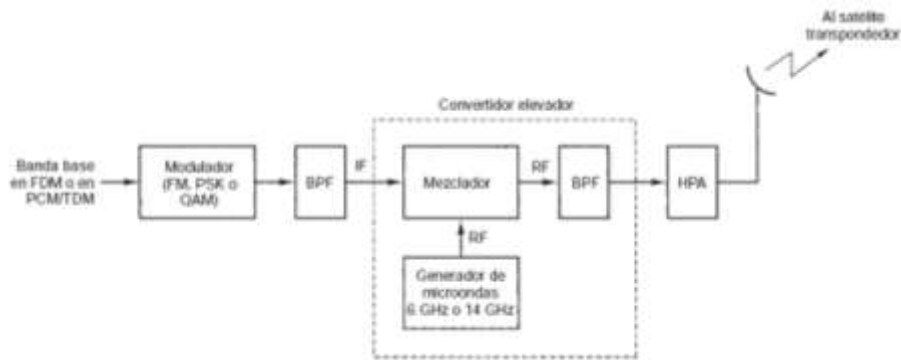 Al satélite
transpondedor
Convertidor elevador
Banda base
en FDM o en
PCM/TDM
Modulador
(FM, PSK o
QAM)
BPF
IF
Mezclador
RF
BPF
HPA
RF
Generador de
microondas
6 GHz o 14 GHz